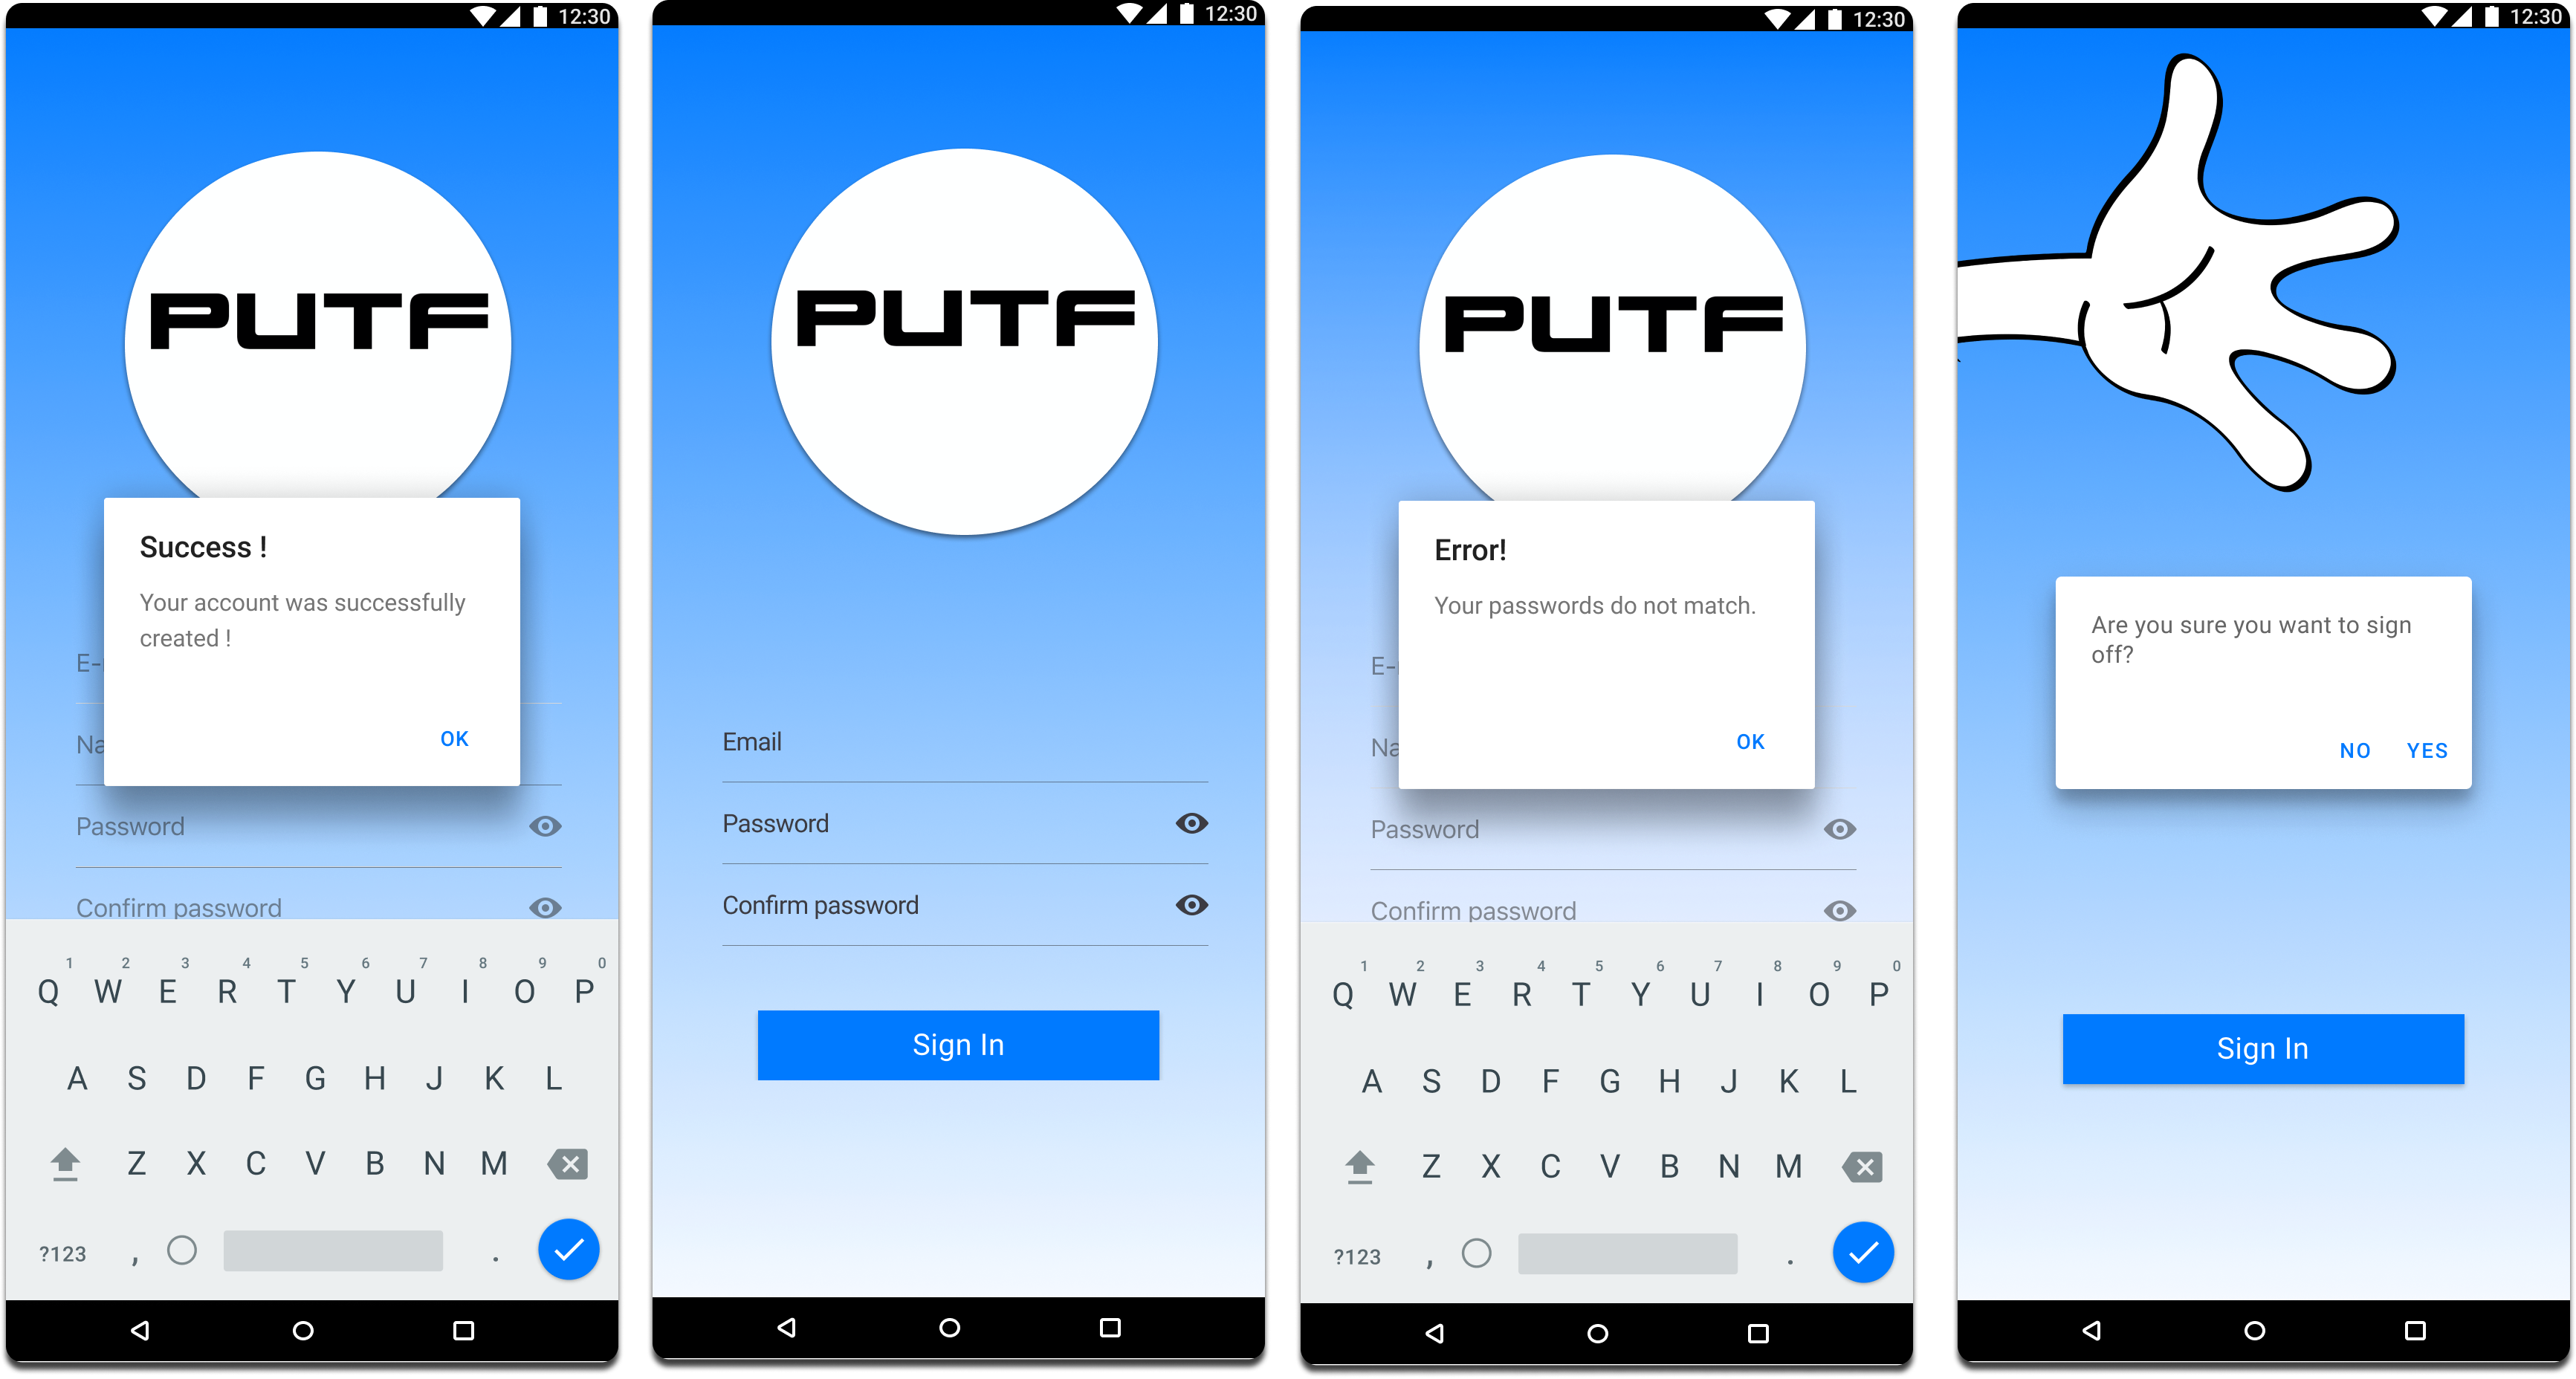 12:30
PUTF
Success !
Your account was successfully
created !
OK
E-
Na
Password
Confirm password
1 2 3 4 5 6 7 8 9 0
Q W E R T Y U I O P
A S D F G H J K L
Z X C V B N M
?123 , .
12:30
PUTF
Email
Password
Confirm password
Sign In
12:30
PUTF
Error!
Your passwords do not match.
OK
E-
Na
Password
Confirm password
1 2 3 4 5 6 7 8 9 0
Q W E R T Y U I O P
A S D F G H J K L
Z X C V B N M
?123 , .
12:30
Are you sure you want to sign
off?
NO YES
Sign In